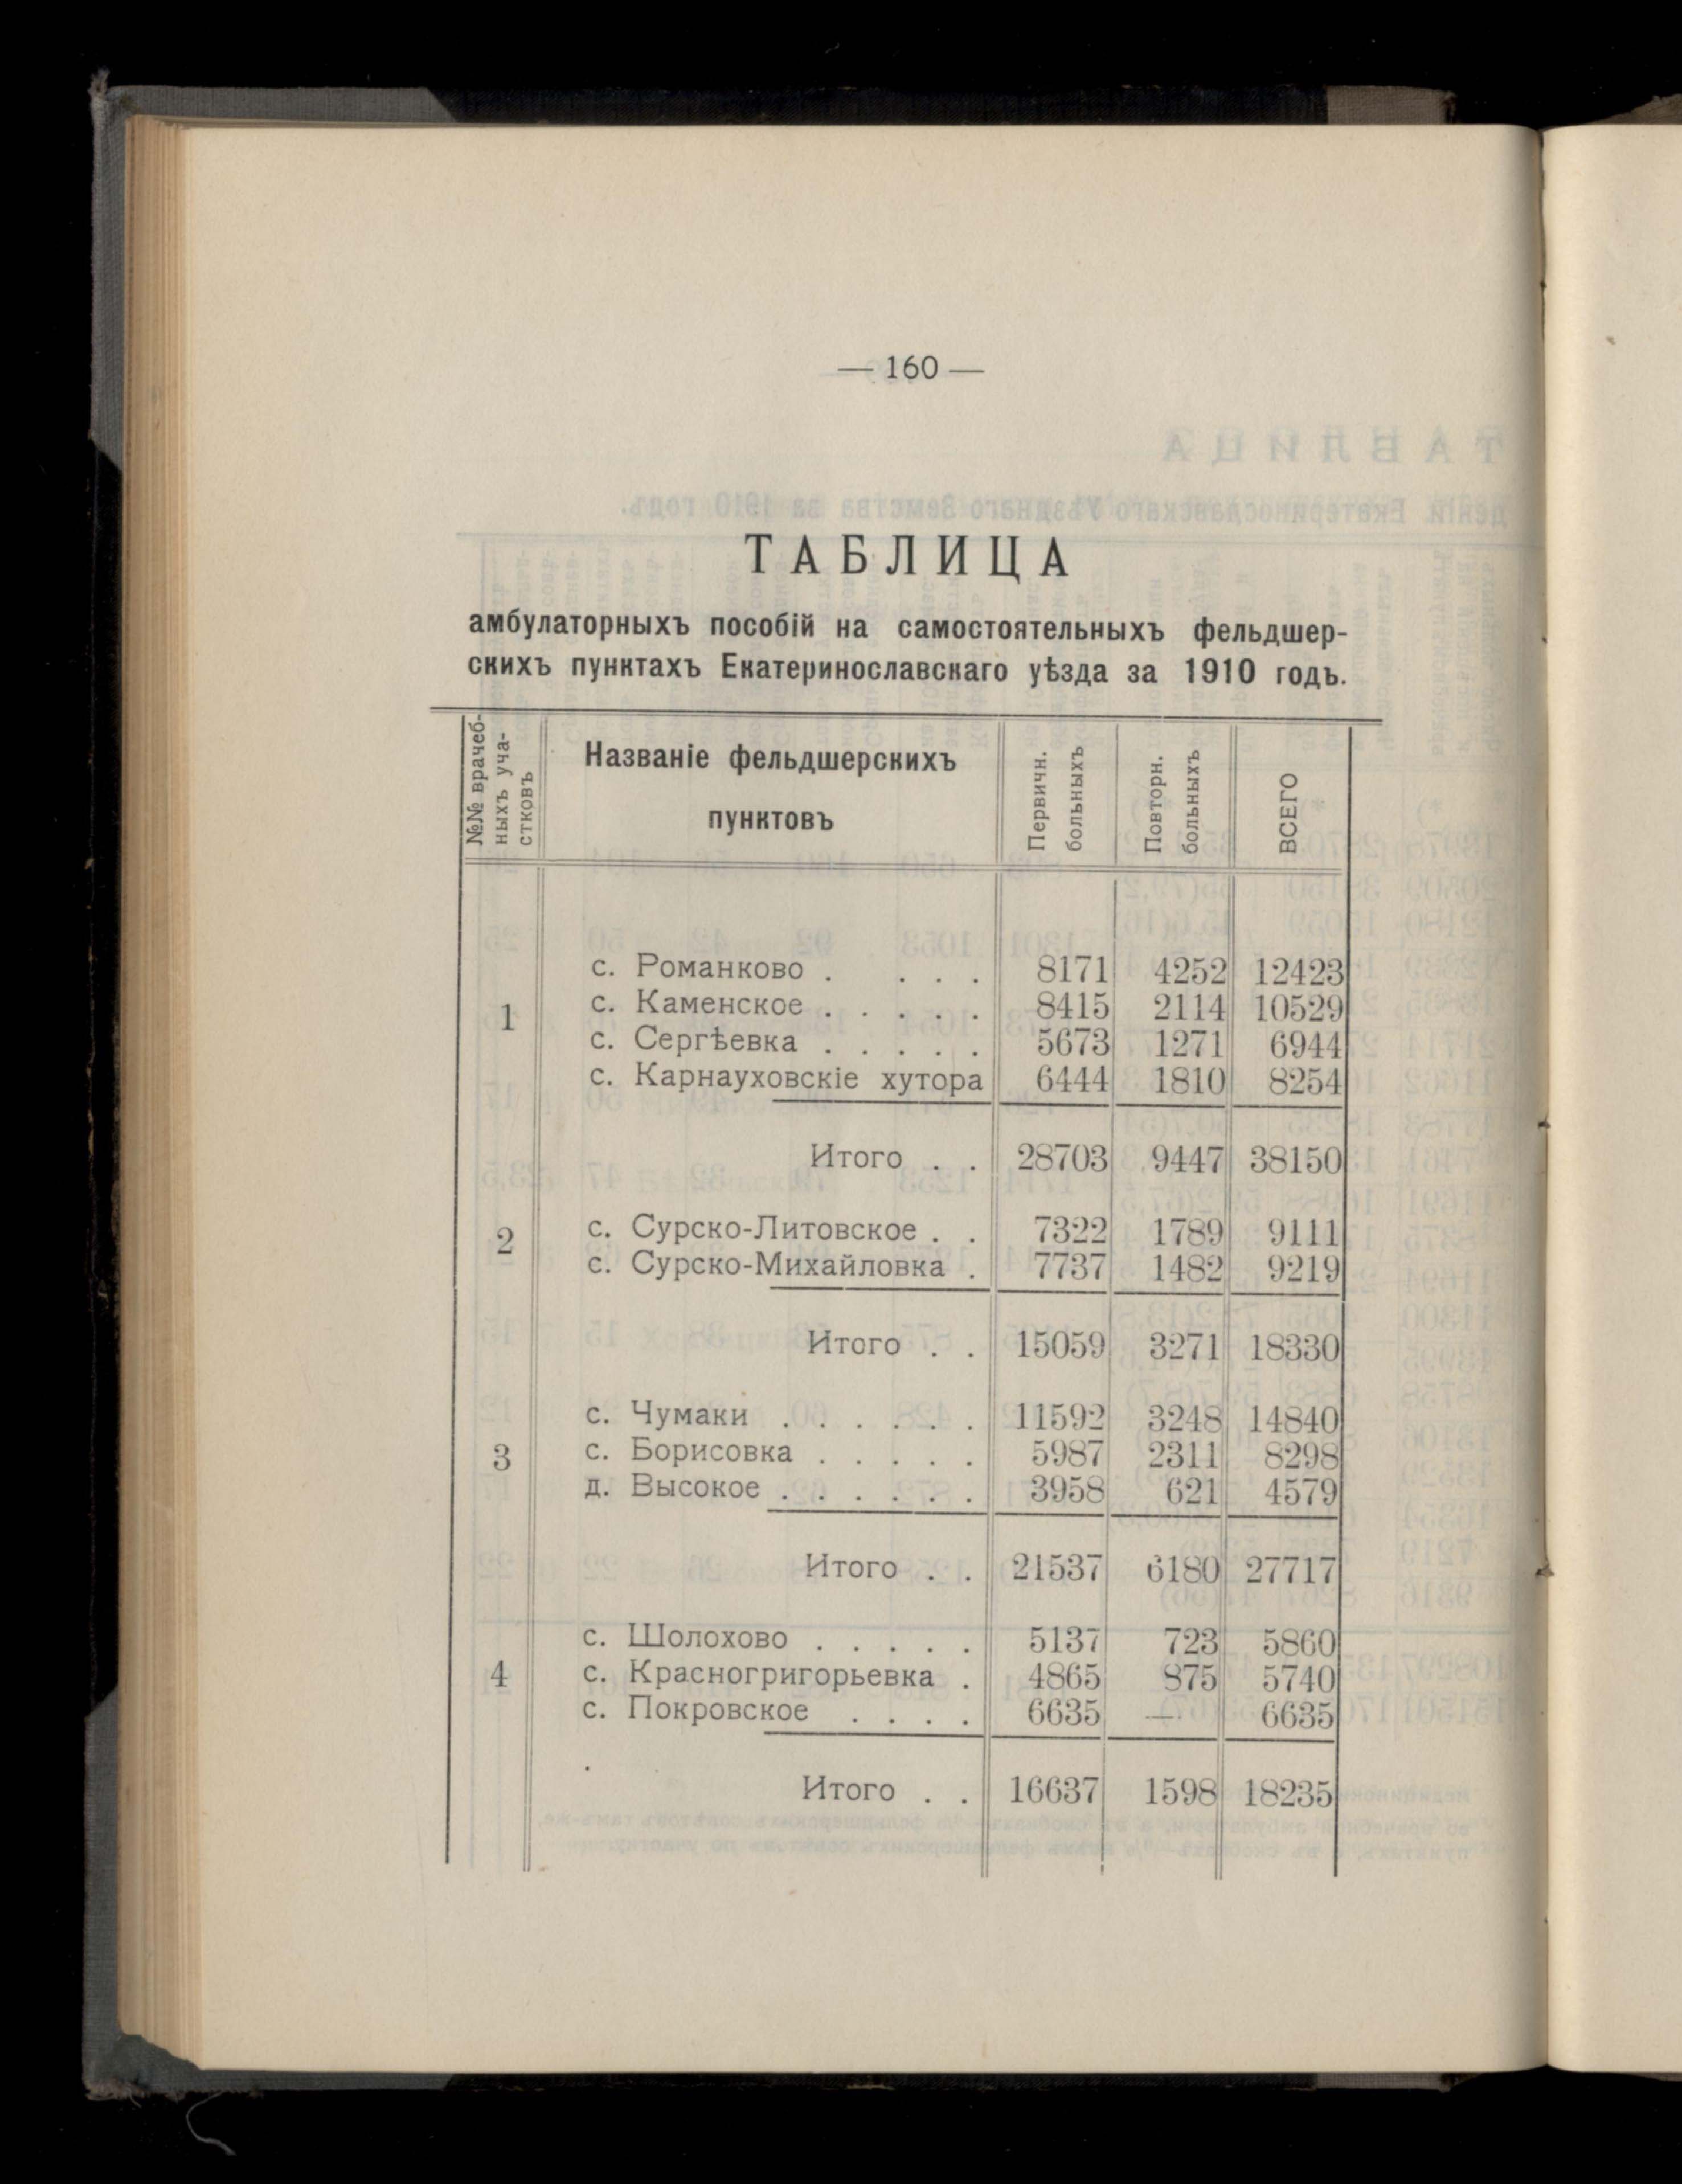 — 160 —
ТАБЛИЦА
амбулаторныхъ пособій на самостоятельныхъ фельдшер-
скихъ пунктахъ Екатеринославскаго уѣзда за 1910 годъ.
№№ врачеб-
ныхъ уча-
стковъ
Названіе фельдшерскихъ
пунктовъ
Первичн.
больныхъ
Повторн.
больныхъ
ВСЕГО
с. Романково . . . . 8171 4252 12423
1 с. Каменское . . . . . 8415 2114 10529
с. Сергѣевка . . . . . 5673 1271 6944
с. Карнауховскіе хутора 6444 1810 8254
Итого . . 28703 9447 38150
2 с. Сурско-Литовское . . 7322 1789 9111
с. Сурско-Михайловка . 7737 1482 9219
Итого . . 15059 3271 18330
с. Чумаки . . . . . . 11592 3248 14840
3 с. Борисовка . . . . . 5987 2311 8298
д. Высокое . . . . . . 3958 621 4579
Итого . . 21537 6180 27717
с. Шолохово . . . . . 5137 723 5860
4 с. Красногригорьевка . 4865 875 5740
с. Покровское . . . . 6635 — 6635
Итого . . 16637 1598 18235